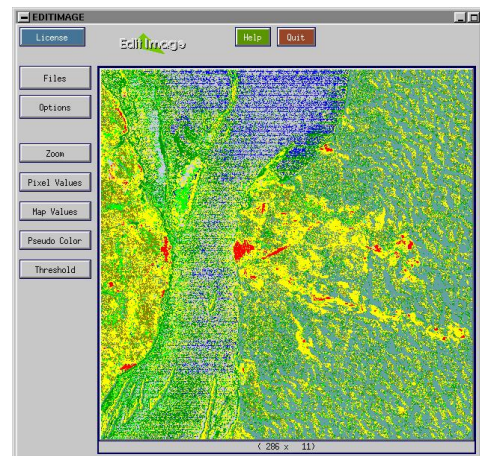 EDITIMAGE
License
EditImage
Help
Quit
Files
Options
Zoom
Pixel Values
Map Values
Pseudo Color
Threshold
( 286 x 11)